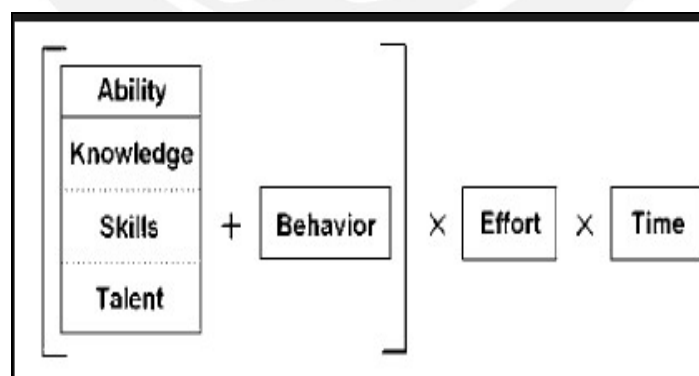 Ability
Knowledge
Skills
Talent
+
Behavior
×
Effort
×
Time